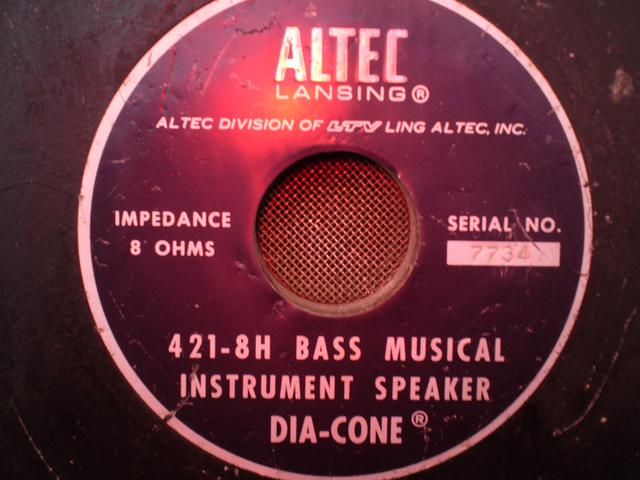 ALTEC
LANSING®
ALTEC DIVISION OF LTV LING ALTEC, INC.
IMPEDANCE
8 OHMS
SERIAL NO.
7734
421-8H BASS MUSICAL
INSTRUMENT SPEAKER
DIA-CONE®